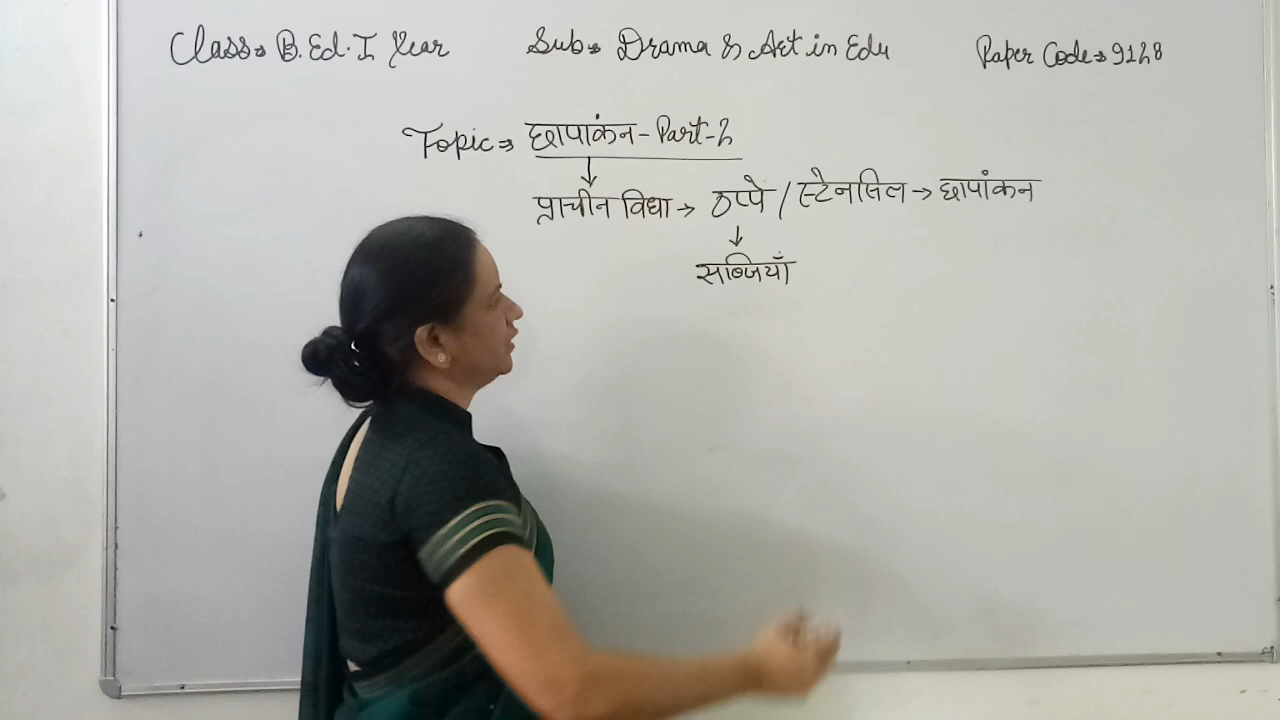 Class⇒ B.Ed. I Year Sub⇒ Drama & Art in Edu Paper Code⇒ 9128
Topic⇒ छापांकन - Part-2
↓
प्राचीन विधा → ठप्पे / स्टेनसिल → छापांकन
↓
सब्जियाँ